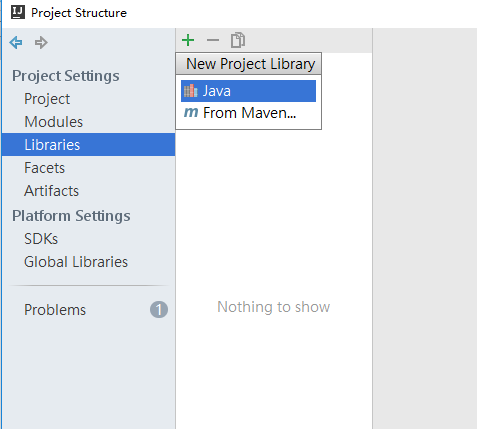 Project Structure
Project Settings
Project
Modules
Libraries
Facets
Artifacts
Platform Settings
SDKs
Global Libraries
Problems
1
New Project Library
Java
m From Maven...
Nothing to show